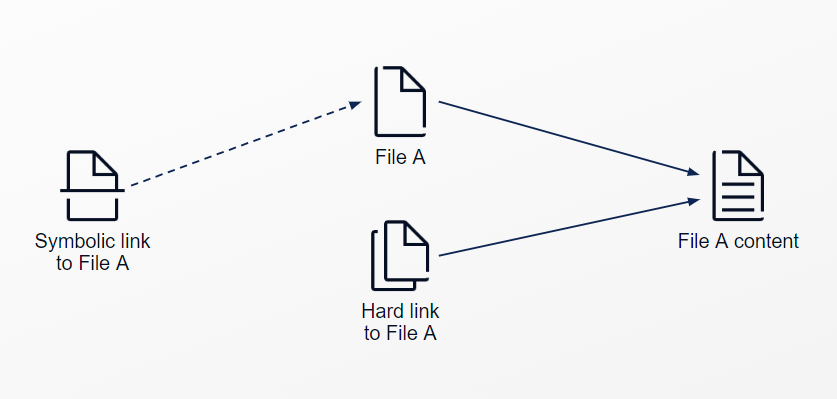 File A
Symbolic link
to File A
File A content
Hard link
to File A